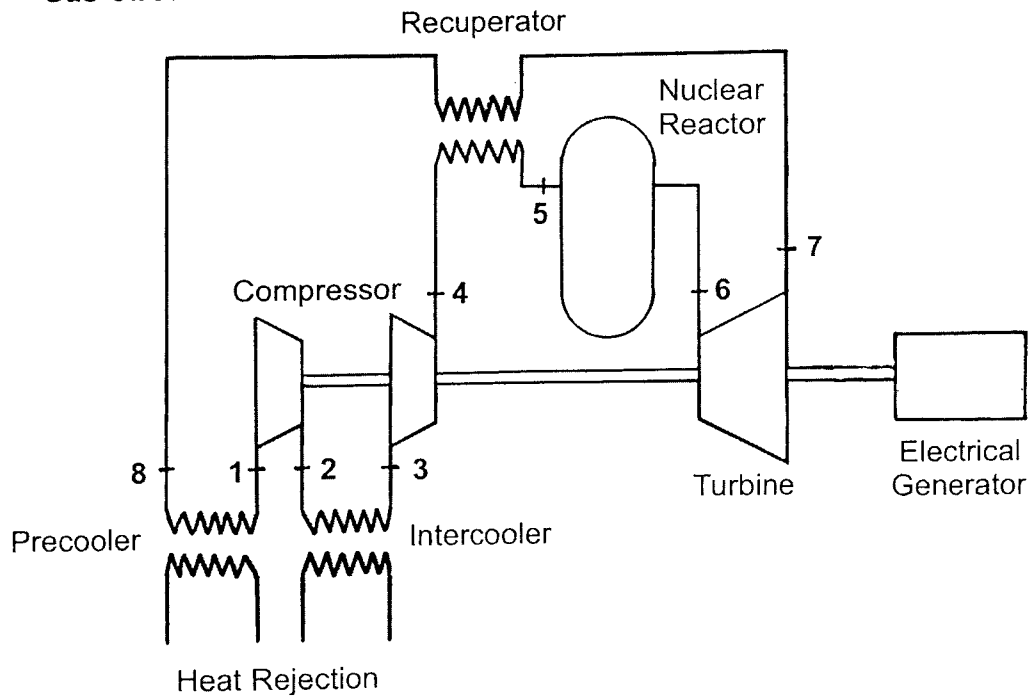 Recuperator
Nuclear
Reactor
5
7
Compressor
4
6
8
1
2
3
Electrical
Generator
Turbine
Precooler
Intercooler
Heat Rejection